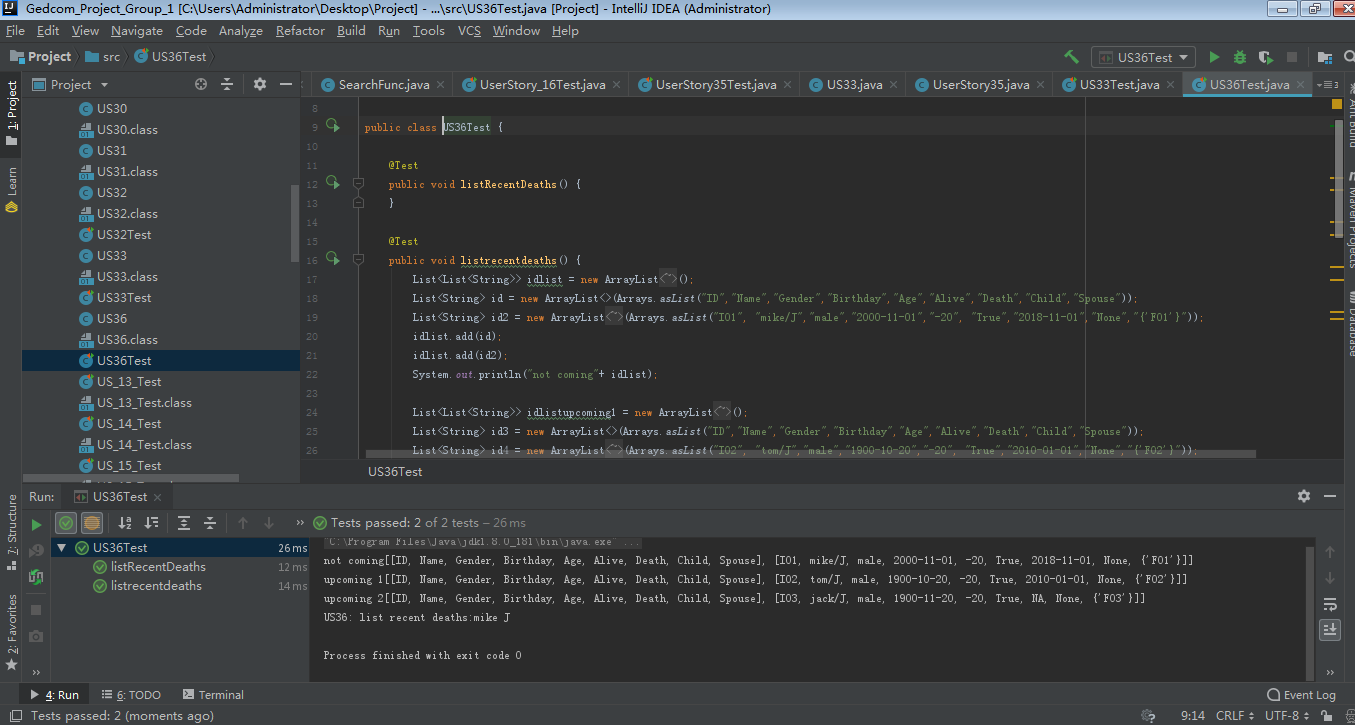 Gedcom_Project_Group_1 [C:\Users\Administrator\Desktop\Project] - ...\src\US36Test.java [Project] - IntelliJ IDEA (Administrator)
File Edit View Navigate Code Analyze Refactor Build Run Tools VCS Window Help
Project src US36Test US36Test
Project SearchFunc.java UserStory_16Test.java UserStory35Test.java US33.java UserStory35.java US33Test.java US36Test.java
1: Project
Learn
7: Structure
2: Favorites
US30
US30.class
US31
US31.class
US32
US32.class
US32Test
US33
US33.class
US33Test
US36
US36.class
US36Test
US_13_Test
US_13_Test.class
US_14_Test
US_14_Test.class
US_15_Test
8
9 public class US36Test {
10
11 @Test
12 public void listRecentDeaths() {
13 }
14
15 @Test
16 public void listrecentdeaths() {
17 List<List<String>> idlist = new ArrayList<~>();
18 List<String> id = new ArrayList<>(Arrays.asList("ID","Name","Gender","Birthday","Age","Alive","Death","Child","Spouse"));
19 List<String> id2 = new ArrayList<~>(Arrays.asList("I01", "mike/J","male","2000-11-01","-20", "True","2018-11-01","None","{'F01'}"));
20 idlist.add(id);
21 idlist.add(id2);
22 System.out.println("not coming"+ idlist);
23
24 List<List<String>> idlistupcoming1 = new ArrayList<~>();
25 List<String> id3 = new ArrayList<>(Arrays.asList("ID","Name","Gender","Birthday","Age","Alive","Death","Child","Spouse"));
26 List<String> id4 = new ArrayList<~>(Arrays.asList("I02", "tom/J","male","1900-10-20","-20", "True","2010-01-01","None","{'F02'}"));
US36Test
Ant Build
Maven Projects
Database
Run: US36Test
Tests passed: 2 of 2 tests – 26 ms
US36Test 26 ms
listRecentDeaths 12 ms
listrecentdeaths 14 ms
"C:\Program Files\Java\jdk1.8.0_181\bin\java.exe" ...
not coming[[ID, Name, Gender, Birthday, Age, Alive, Death, Child, Spouse], [I01, mike/J, male, 2000-11-01, -20, True, 2018-11-01, None, {'F01'}]]
upcoming 1[[ID, Name, Gender, Birthday, Age, Alive, Death, Child, Spouse], [I02, tom/J, male, 1900-10-20, -20, True, 2010-01-01, None, {'F02'}]]
upcoming 2[[ID, Name, Gender, Birthday, Age, Alive, Death, Child, Spouse], [I03, jack/J, male, 1900-11-20, -20, True, NA, None, {'F03'}]]
US36: list recent deaths:mike J
Process finished with exit code 0
4: Run 6: TODO Terminal Event Log
Tests passed: 2 (moments ago) 9:14 CRLF UTF-8